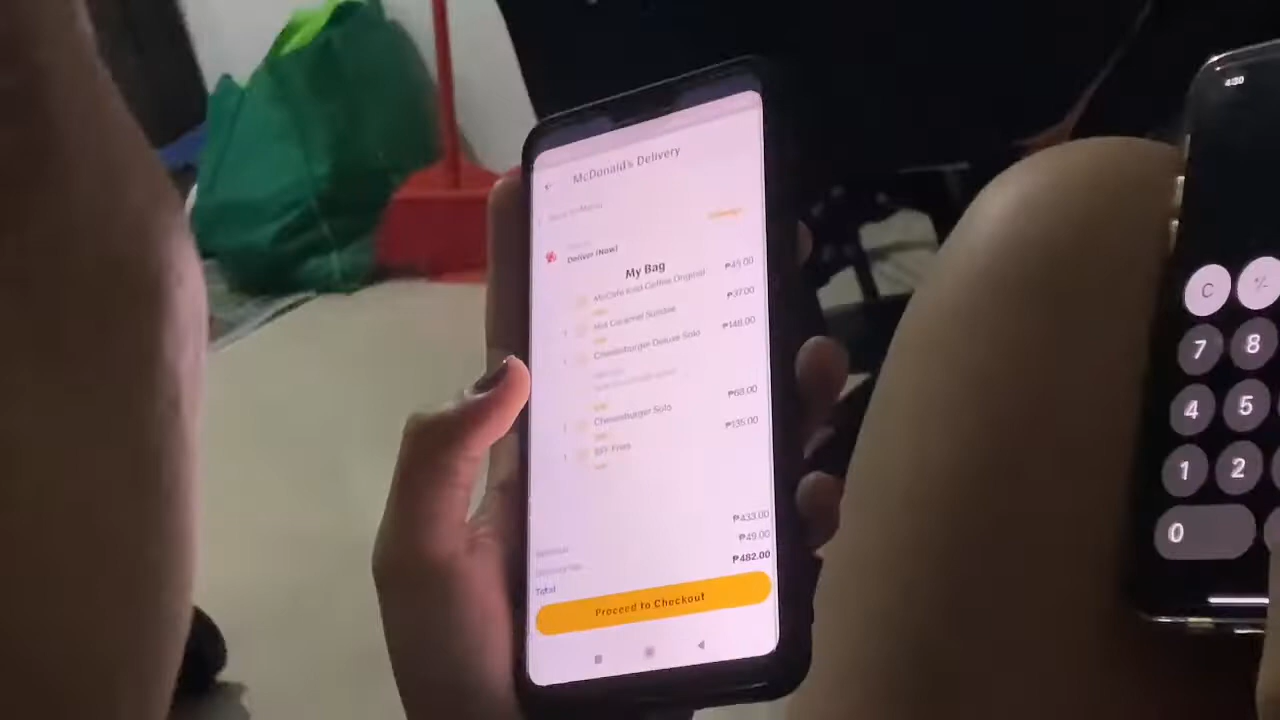 McDonald's Delivery
Deliver (Now)
My Bag
McCafe Iced Coffee Original ₱45.00
Hot Caramel Sundae ₱37.00
Cheeseburger Deluxe Solo ₱148.00
Cheeseburger Solo ₱68.00
BFF Fries ₱135.00
₱433.00
₱49.00
Total ₱482.00
Proceed to Checkout
4:30
C
7 8
4 5
1 2
0